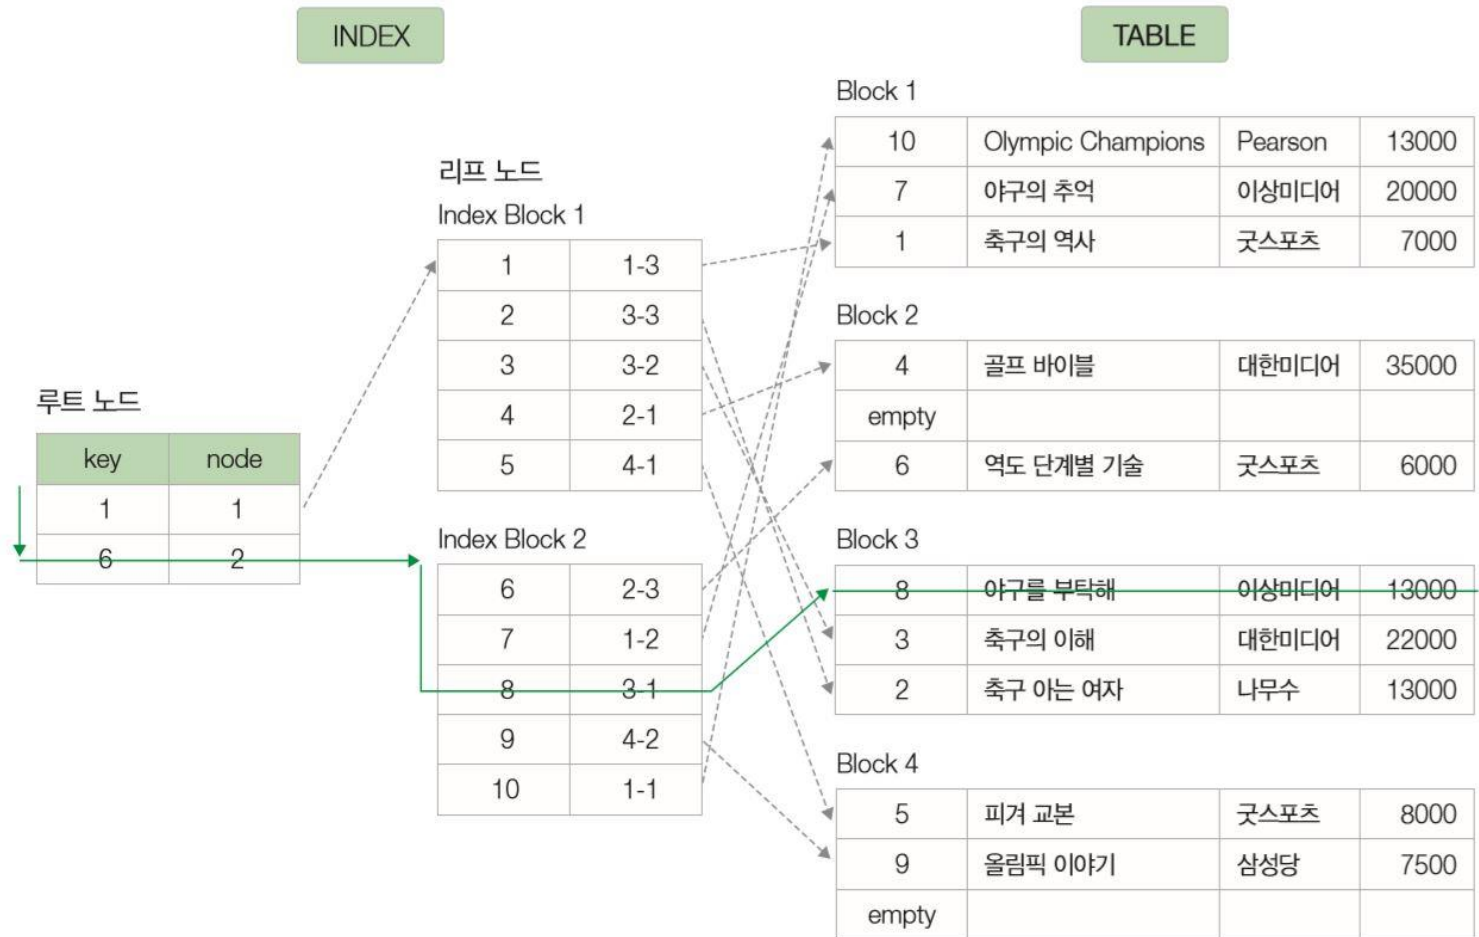 INDEX
TABLE
루트 노드
key node
1 1
6 2
리프 노드
Index Block 1
1 1-3
2 3-3
3 3-2
4 2-1
5 4-1
Index Block 2
6 2-3
7 1-2
8 3-1
9 4-2
10 1-1
Block 1
10 Olympic Champions Pearson 13000
7 야구의 추억 이상미디어 20000
1 축구의 역사 굿스포츠 7000
Block 2
4 골프 바이블 대한미디어 35000
empty
6 역도 단계별 기술 굿스포츠 6000
Block 3
8 야구를 부탁해 이상미디어 13000
3 축구의 이해 대한미디어 22000
2 축구 아는 여자 나무수 13000
Block 4
5 피겨 교본 굿스포츠 8000
9 올림픽 이야기 삼성당 7500
empty